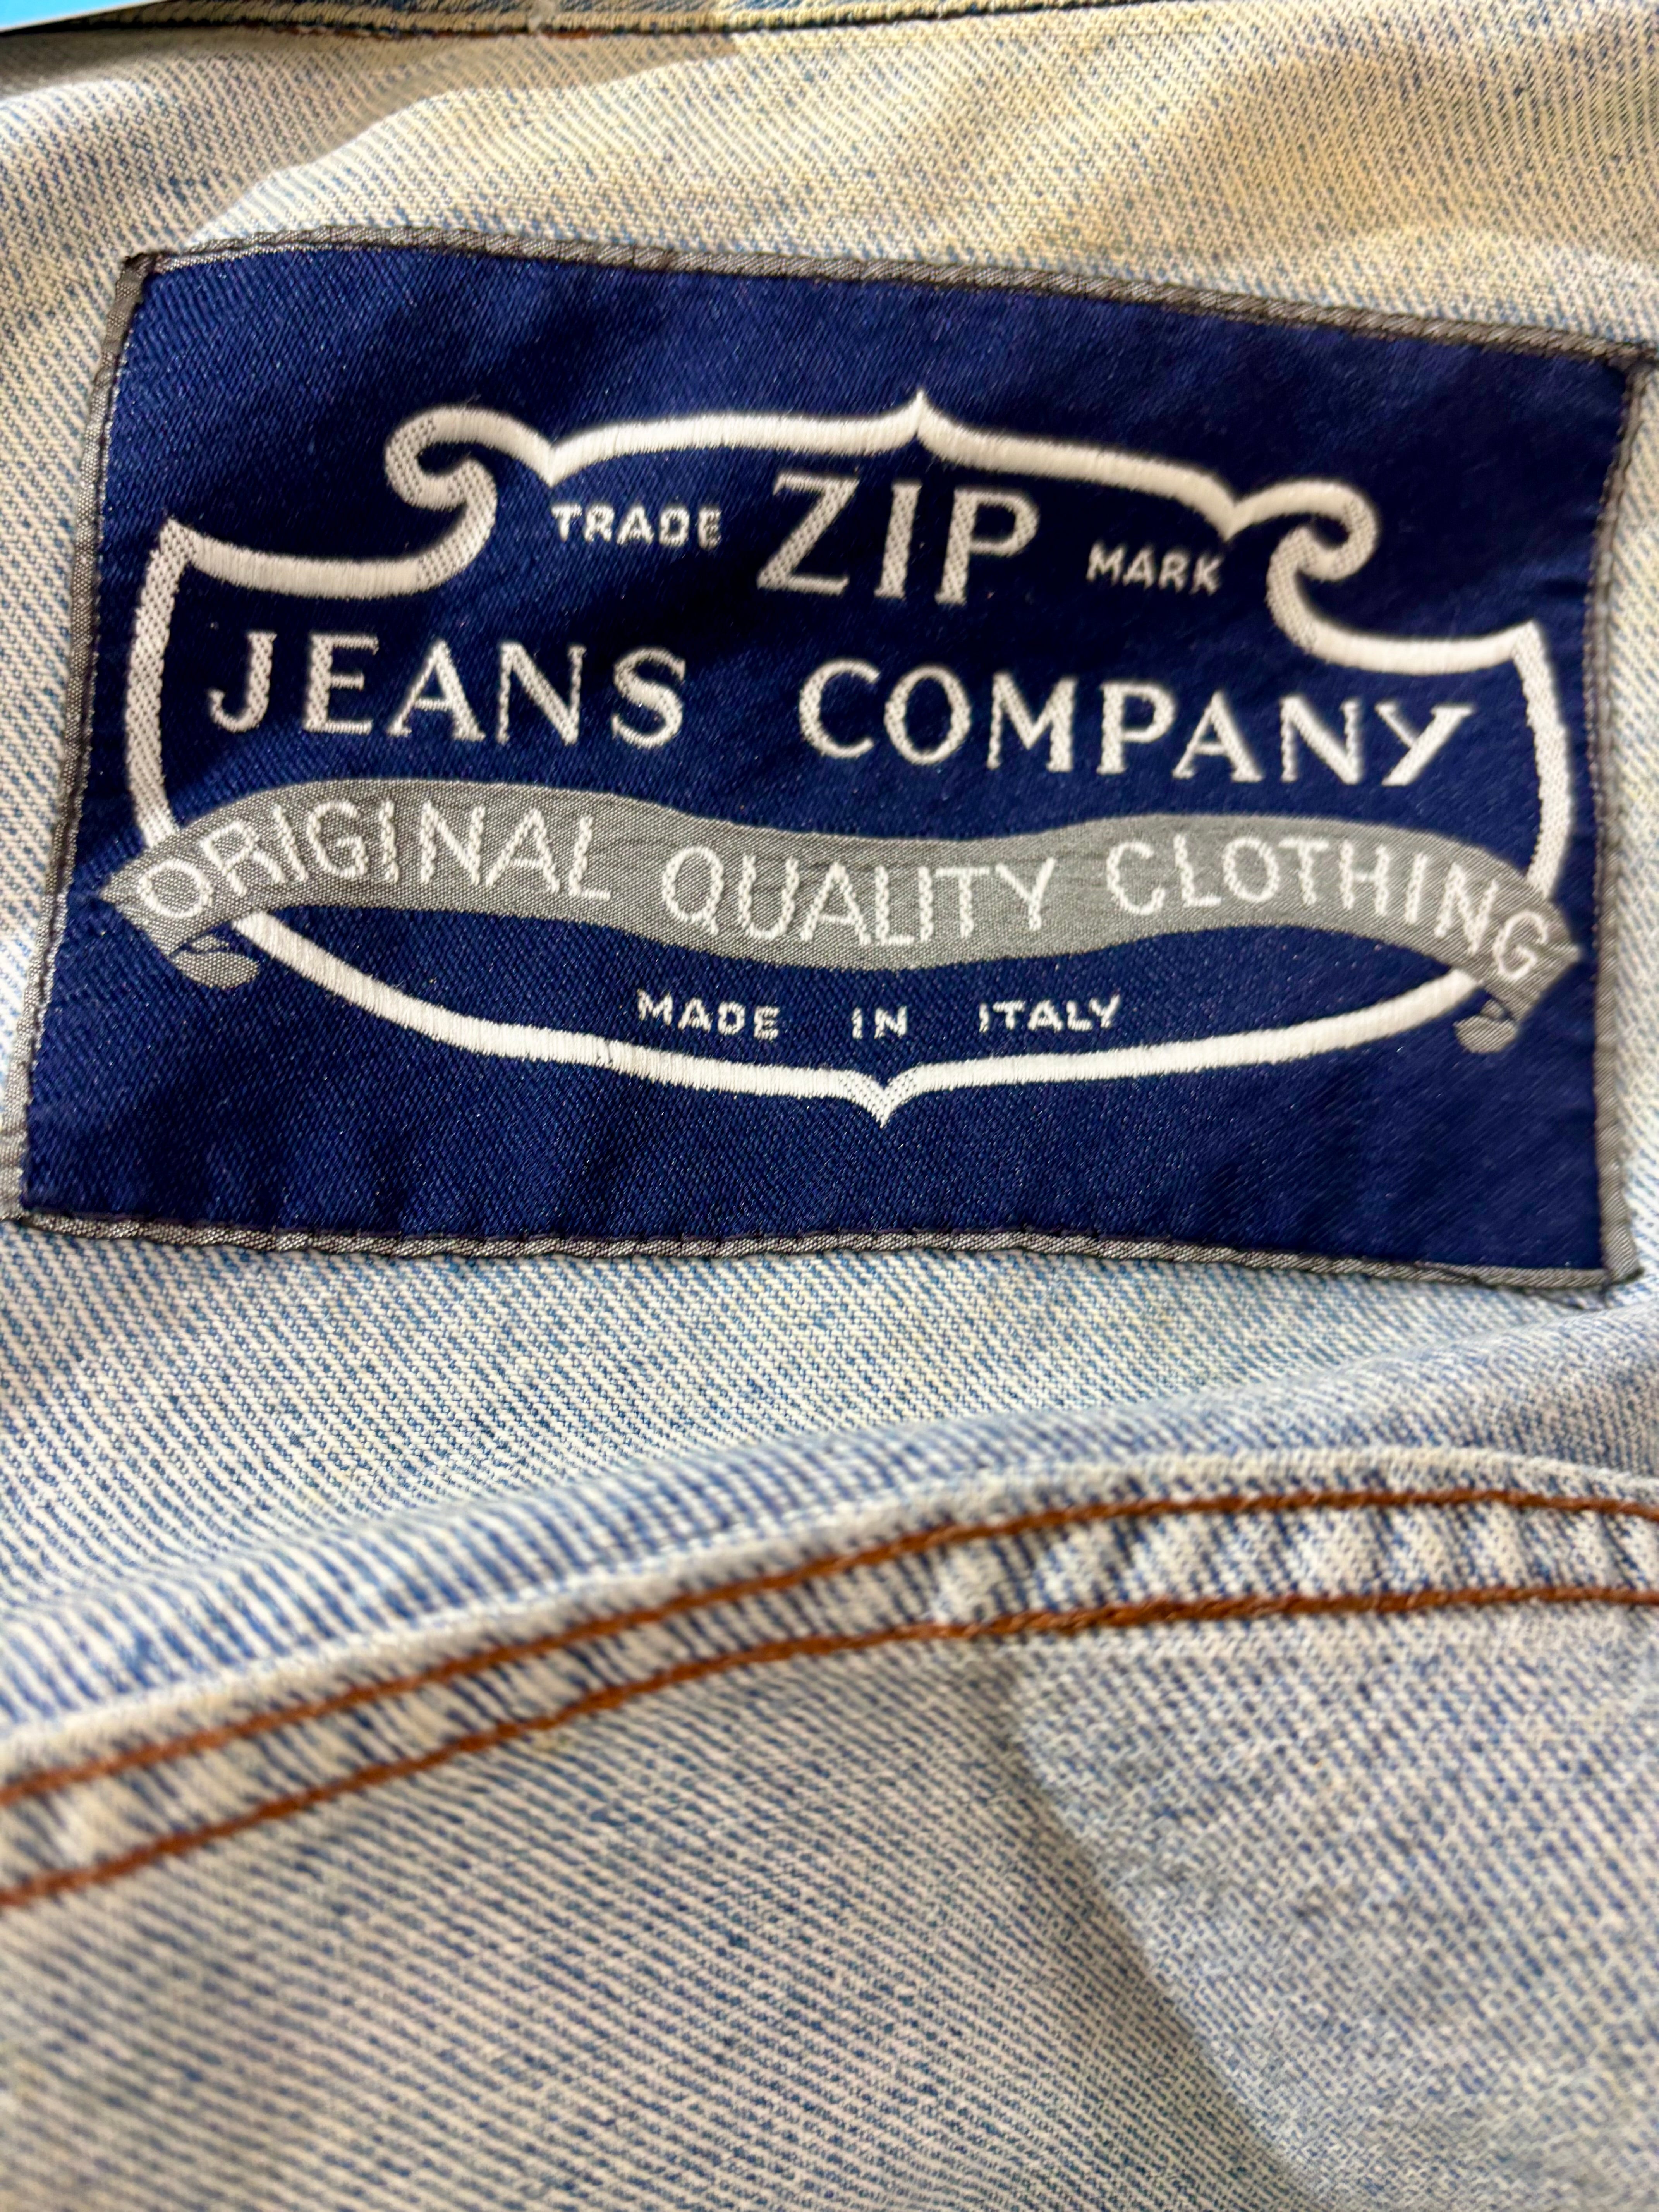 TRADE ZIP MARK
JEANS COMPANY
ORIGINAL QUALITY CLOTHING
MADE IN ITALY